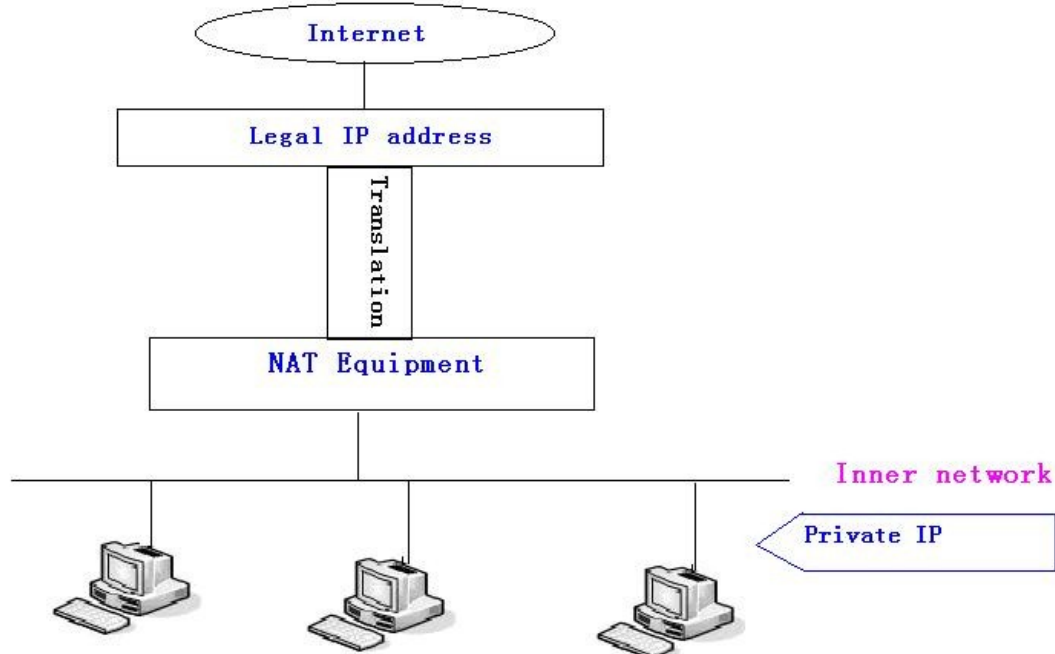 Internet
Legal IP address
Translation
NAT Equipment
Inner network
Private IP